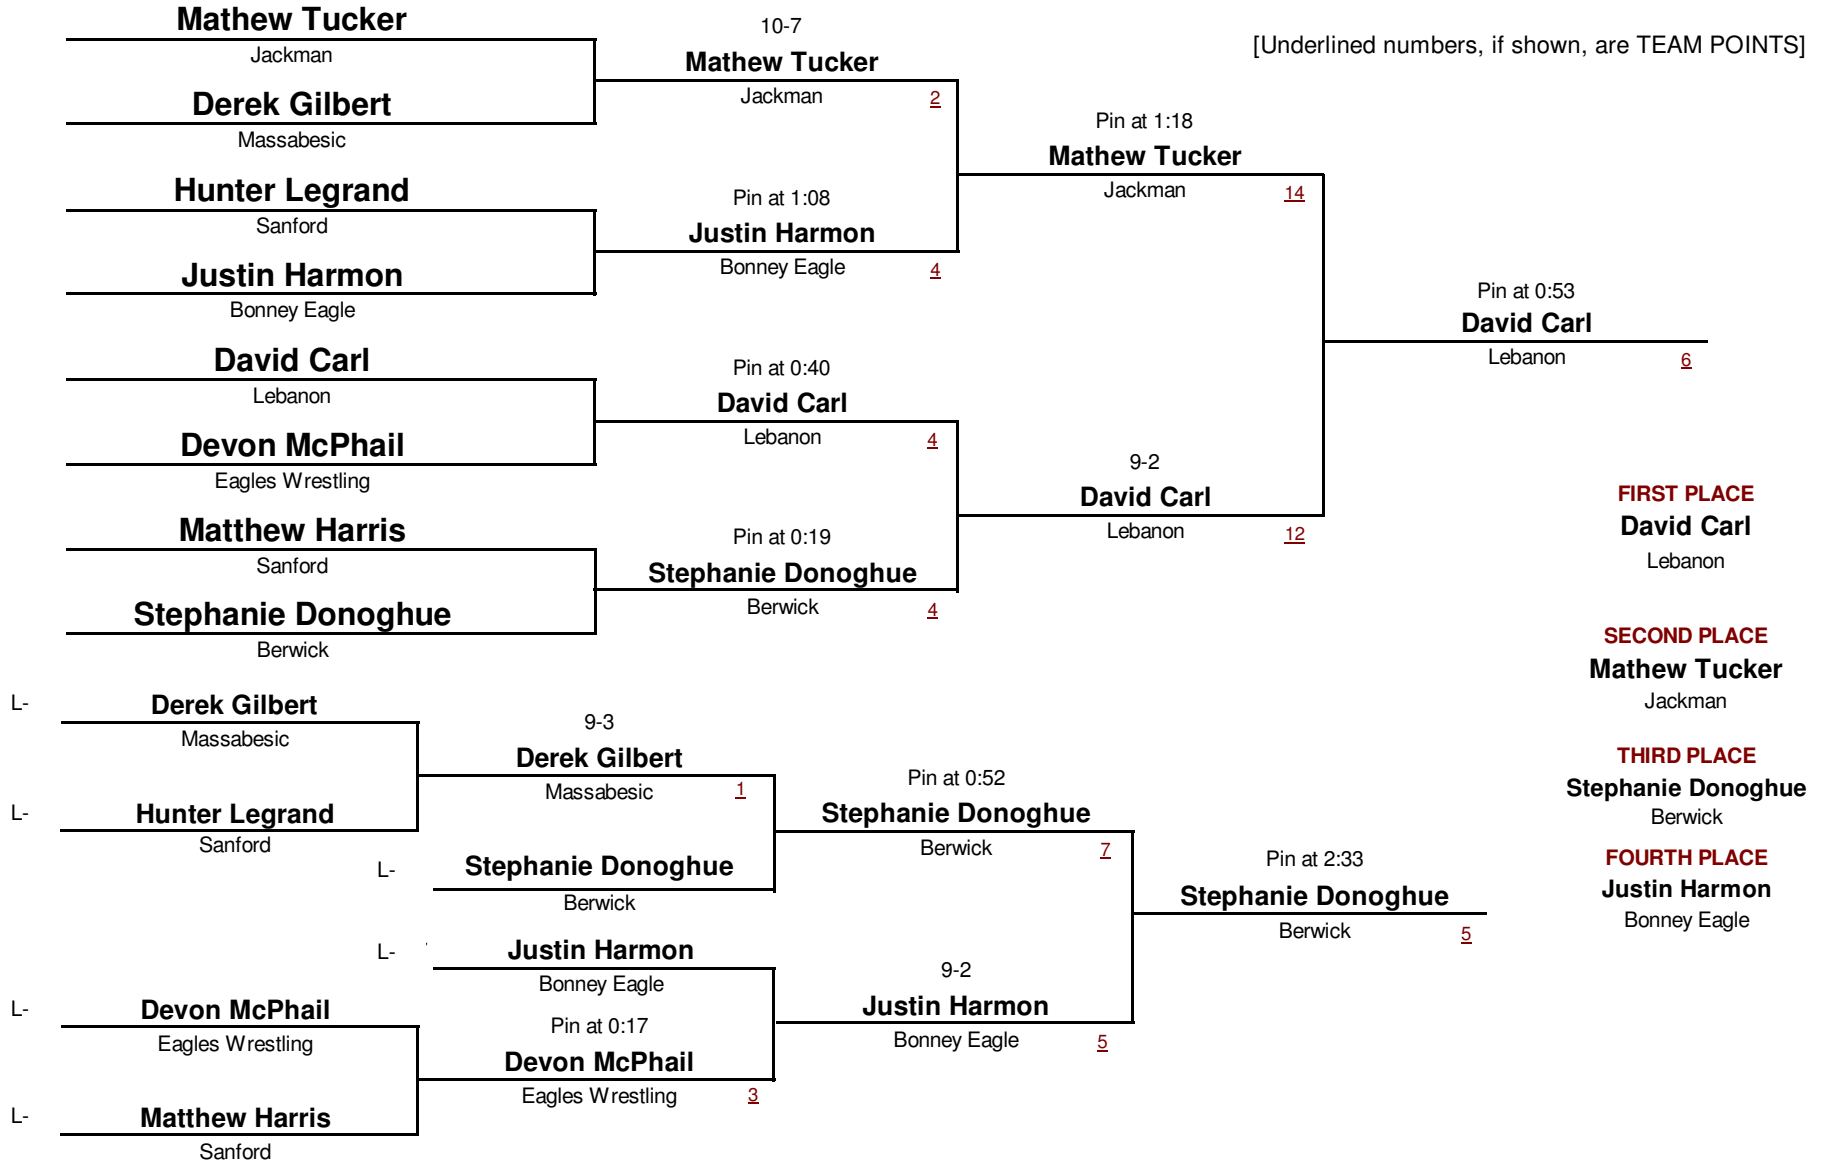 Mathew Tucker
Jackman
Derek Gilbert
Massabesic
Hunter Legrand
Sanford
Justin Harmon
Bonney Eagle
David Carl
Lebanon
Devon McPhail
Eagles Wrestling
Matthew Harris
Sanford
Stephanie Donoghue
Berwick
10-7
Mathew Tucker
Jackman 2
Pin at 1:08
Justin Harmon
Bonney Eagle 4
Pin at 0:40
David Carl
Lebanon 4
Pin at 0:19
Stephanie Donoghue
Berwick 4
[Underlined numbers, if shown, are TEAM POINTS]
Pin at 1:18
Mathew Tucker
Jackman 14
9-2
David Carl
Lebanon 12
Pin at 0:53
David Carl
Lebanon 6
FIRST PLACE
David Carl
Lebanon
SECOND PLACE
Mathew Tucker
Jackman
THIRD PLACE
Stephanie Donoghue
Berwick
FOURTH PLACE
Justin Harmon
Bonney Eagle
L- Derek Gilbert
Massabesic
L- Hunter Legrand
Sanford
9-3
Derek Gilbert
Massabesic 1
L- Stephanie Donoghue
Berwick
L- Justin Harmon
Bonney Eagle
L- Devon McPhail
Eagles Wrestling
L- Matthew Harris
Sanford
Pin at 0:17
Devon McPhail
Eagles Wrestling 3
Pin at 0:52
Stephanie Donoghue
Berwick 7
9-2
Justin Harmon
Bonney Eagle 5
Pin at 2:33
Stephanie Donoghue
Berwick 5